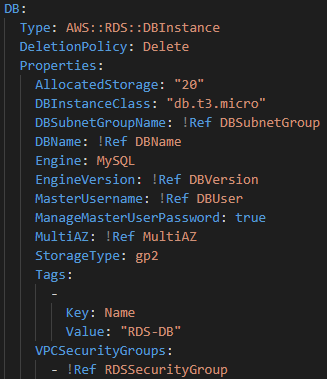 DB:
  Type: AWS::RDS::DBInstance
  DeletionPolicy: Delete
  Properties:
    AllocatedStorage: "20"
    DBInstanceClass: "db.t3.micro"
    DBSubnetGroupName: !Ref DBSubnetGroup
    DBName: !Ref DBName
    Engine: MySQL
    EngineVersion: !Ref DBVersion
    MasterUsername: !Ref DBUser
    ManageMasterUserPassword: true
    MultiAZ: !Ref MultiAZ
    StorageType: gp2
    Tags:
      -
        Key: Name
        Value: "RDS-DB"
    VPCSecurityGroups:
      - !Ref RDSSecurityGroup